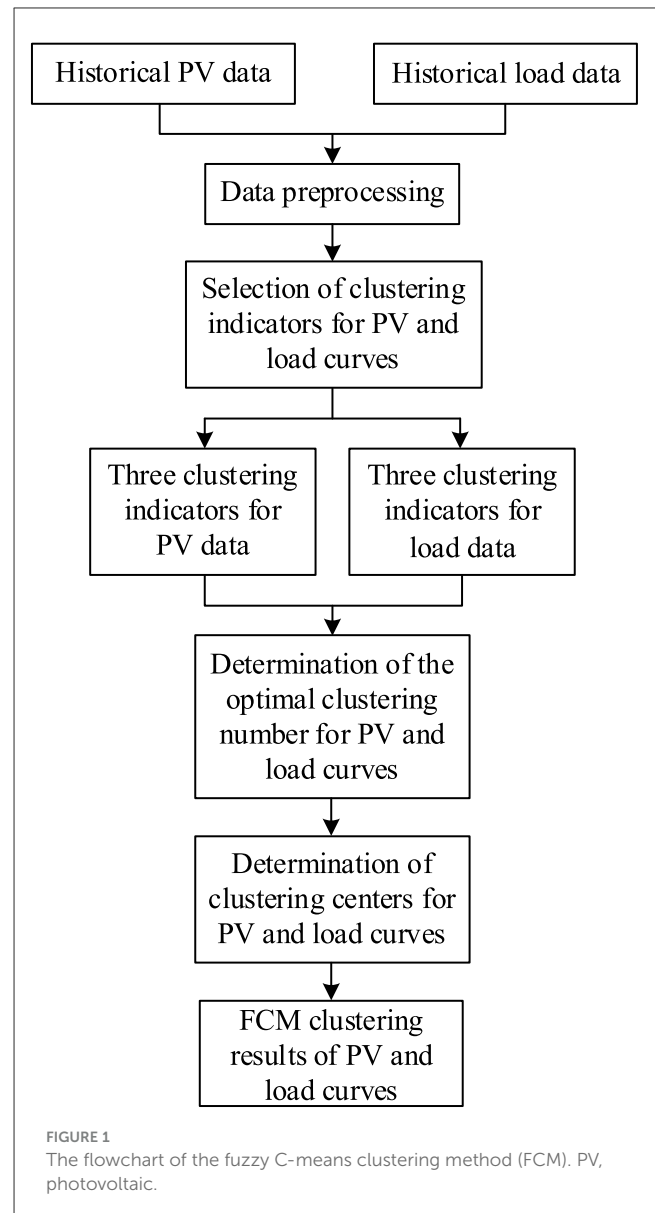 Historical PV data
Historical load data
Data preprocessing
Selection of clustering
indicators for PV and
load curves
Three clustering
indicators for
PV data
Three clustering
indicators for
load data
Determination of the
optimal clustering
number for PV and
load curves
Determination of
clustering centers for
PV and load curves
FCM clustering
results of PV and
load curves
FIGURE 1
The flowchart of the fuzzy C-means clustering method (FCM). PV,
photovoltaic.